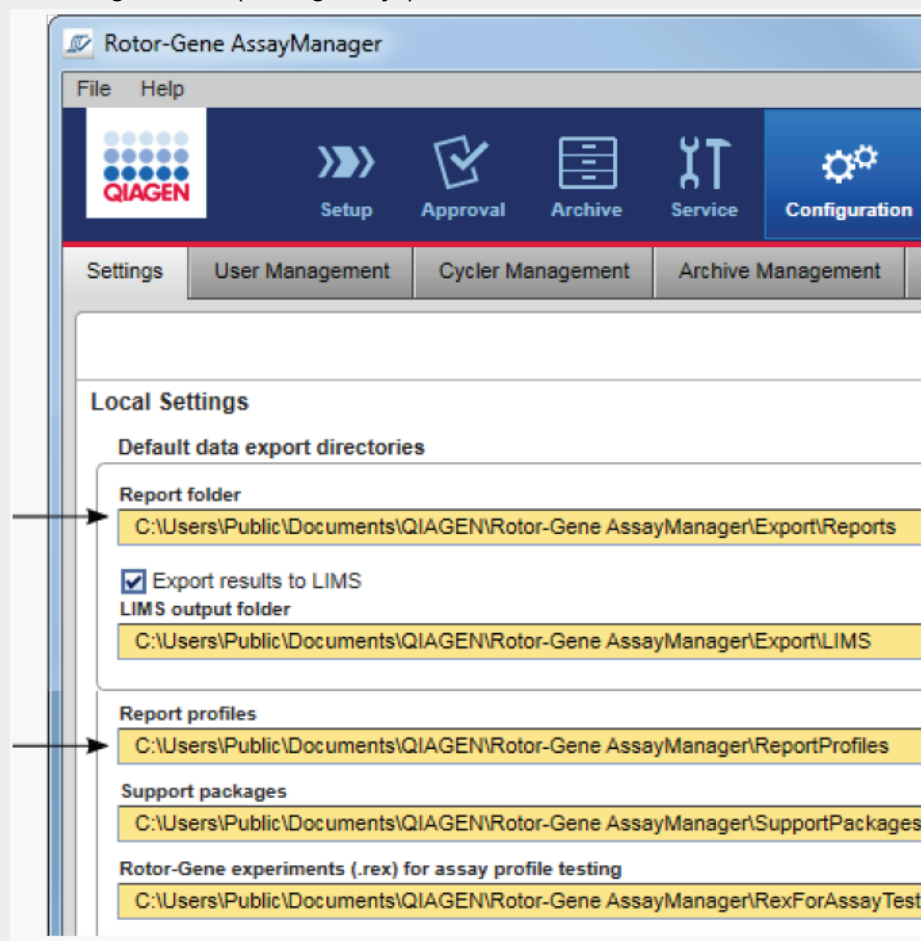 Rotor-Gene AssayManager
File Help
QIAGEN
Setup Approval Archive Service Configuration
Settings User Management Cycler Management Archive Management
Local Settings
Default data export directories
Report folder
C:\Users\Public\Documents\QIAGEN\Rotor-Gene AssayManager\Export\Reports
Export results to LIMS
LIMS output folder
C:\Users\Public\Documents\QIAGEN\Rotor-Gene AssayManager\Export\LIMS
Report profiles
C:\Users\Public\Documents\QIAGEN\Rotor-Gene AssayManager\ReportProfiles
Support packages
C:\Users\Public\Documents\QIAGEN\Rotor-Gene AssayManager\SupportPackages
Rotor-Gene experiments (.rex) for assay profile testing
C:\Users\Public\Documents\QIAGEN\Rotor-Gene AssayManager\RexForAssayTest